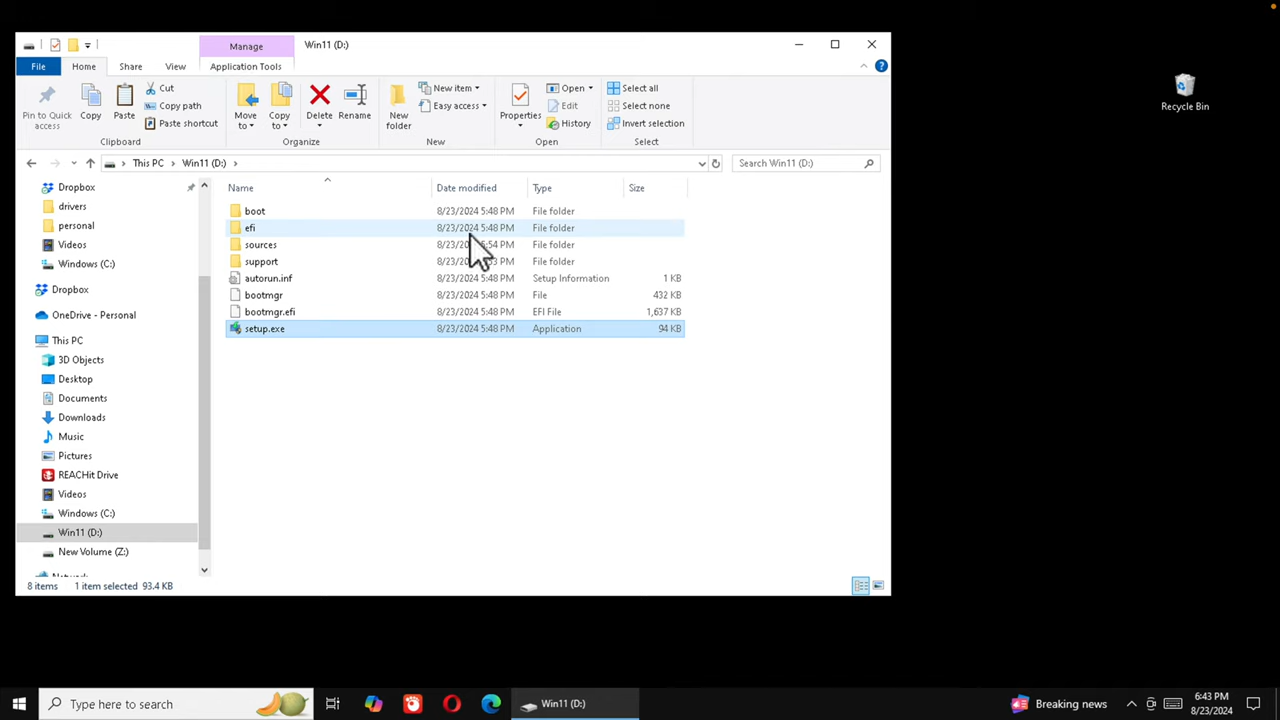 Manage
Win11 (D:)
File
Home
Share
View
Application Tools
Pin to Quick access
Copy
Paste
Cut
Copy path
Paste shortcut
Clipboard
Move to
Copy to
Delete
Rename
Organize
New folder
New item
Easy access
New
Properties
Open
Edit
History
Open
Select all
Select none
Invert selection
Select
This PC
Win11 (D:)
Search Win11 (D:)
Dropbox
drivers
personal
Videos
Windows (C:)
Dropbox
OneDrive - Personal
This PC
3D Objects
Desktop
Documents
Downloads
Music
Pictures
REACHit Drive
Videos
Windows (C:)
Win11 (D:)
New Volume (Z:)
Network
Name Date modified Type Size
boot 8/23/2024 5:48 PM File folder
efi 8/23/2024 5:48 PM File folder
sources File folder
support 8/23/2024 File folder
autorun.inf 8/23/2024 5:48 PM Setup Information 1 KB
bootmgr 8/23/2024 5:48 PM File 432 KB
bootmgr.efi 8/23/2024 5:48 PM EFI File 1,637 KB
setup.exe 8/23/2024 5:48 PM Application 94 KB
8 items 1 item selected 93.4 KB
Recycle Bin
Type here to search
Win11 (D:)
Breaking news
6:43 PM
8/23/2024